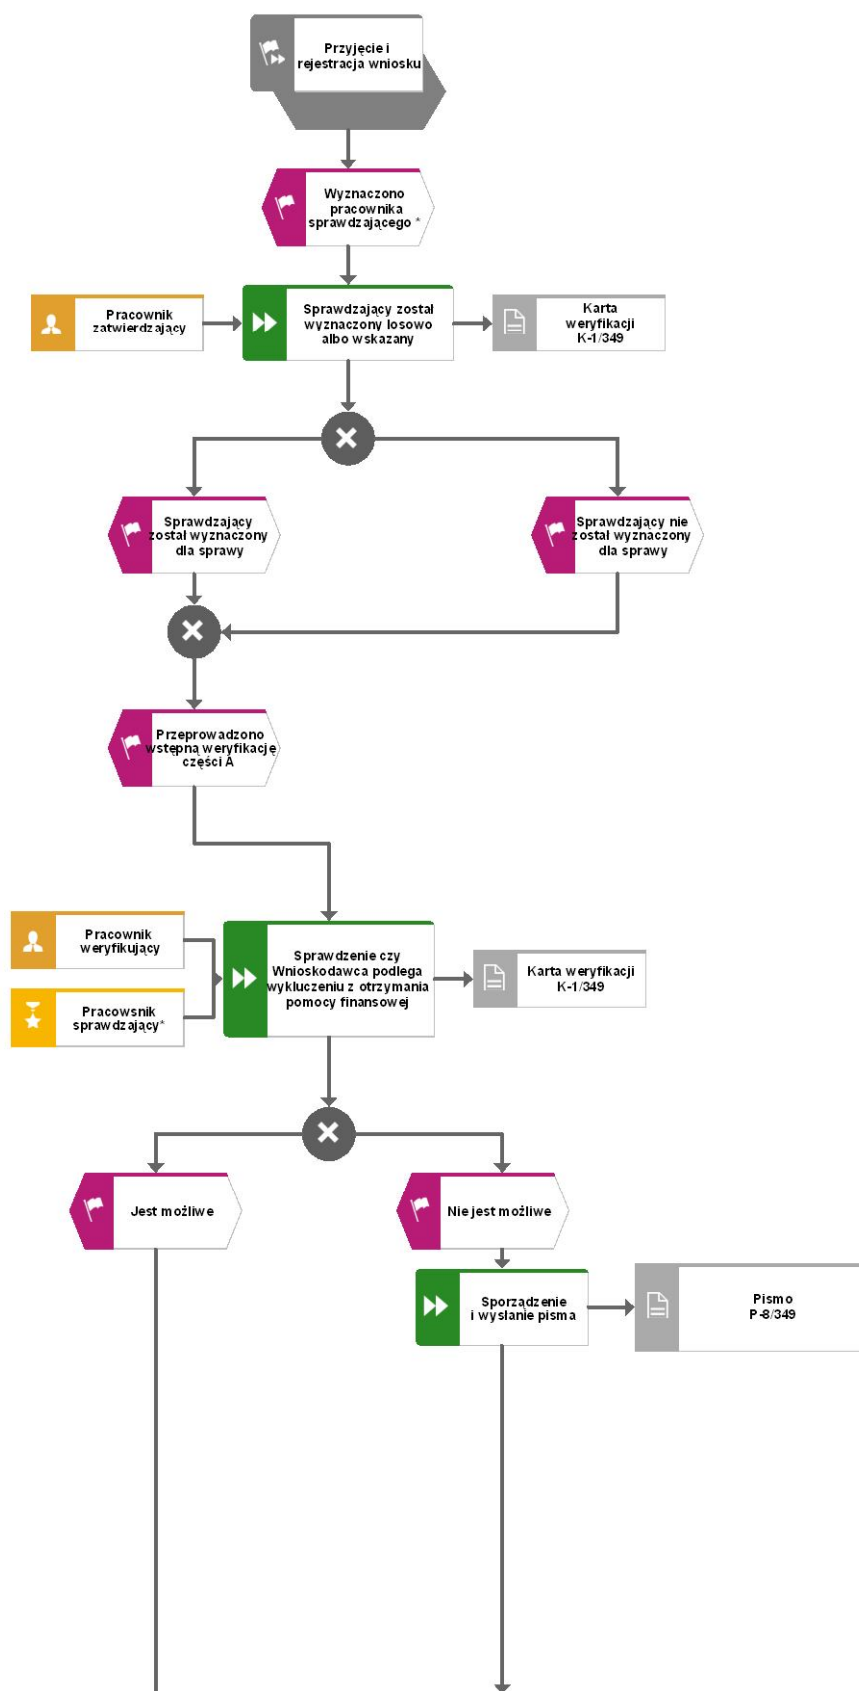 Przyjęcie i
rejestracja wniosku
Wyznaczono
pracownika
sprawdzającego *
Pracownik
zatwierdzający
Sprawdzający został
wyznaczony losowo
albo wskazany
Karta
weryfikacji
K-1/349
Sprawdzający
został wyznaczony
dla sprawy
Sprawdzający nie
został wyznaczony
dla sprawy
Przeprowadzono
wstępną weryfikację
części A
Pracownik
weryfikujący
Pracowsnik
sprawdzający*
Sprawdzenie czy
Wnioskodawca podlega
wykluczeniu z otrzymania
pomocy finansowej
Karta weryfikacji
K-1/349
Jest możliwe
Nie jest możliwe
Sporządzenie
i wysłanie pisma
Pismo
P-8/349